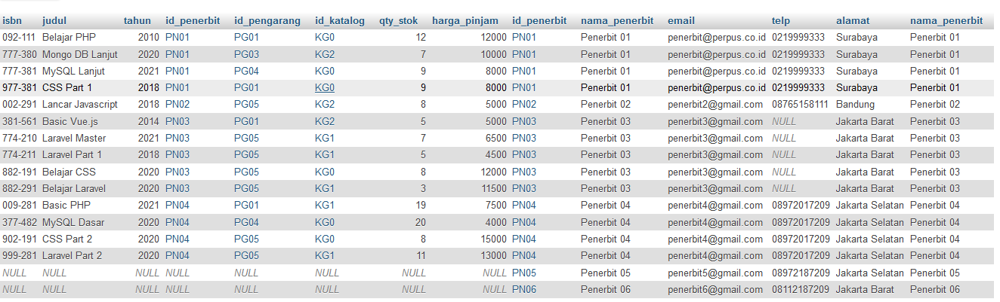 isbn judul tahun id_penerbit id_pengarang id_katalog qty_stok harga_pinjam id_penerbit nama_penerbit email telp alamat nama_penerbit
092-111 Belajar PHP 2010 PN01 PG01 KG0 12 12000 PN01 Penerbit 01 penerbit@perpus.co.id 0219999333 Surabaya Penerbit 01
777-380 Mongo DB Lanjut 2020 PN01 PG03 KG2 7 10000 PN01 Penerbit 01 penerbit@perpus.co.id 0219999333 Surabaya Penerbit 01
777-381 MySQL Lanjut 2021 PN01 PG04 KG0 9 8000 PN01 Penerbit 01 penerbit@perpus.co.id 0219999333 Surabaya Penerbit 01
977-381 CSS Part 1 2018 PN01 PG01 KG0 9 8000 PN01 Penerbit 01 penerbit@perpus.co.id 0219999333 Surabaya Penerbit 01
002-291 Lancar Javascript 2018 PN02 PG05 KG2 8 5000 PN02 Penerbit 02 penerbit2@gmail.com 08765158111 Bandung Penerbit 02
381-561 Basic Vue.js 2014 PN03 PG01 KG2 5 5000 PN03 Penerbit 03 penerbit3@gmail.com NULL Jakarta Barat Penerbit 03
774-210 Laravel Master 2021 PN03 PG05 KG1 7 6500 PN03 Penerbit 03 penerbit3@gmail.com NULL Jakarta Barat Penerbit 03
774-211 Laravel Part 1 2018 PN03 PG05 KG1 5 4500 PN03 Penerbit 03 penerbit3@gmail.com NULL Jakarta Barat Penerbit 03
882-191 Belajar CSS 2020 PN03 PG05 KG0 8 12000 PN03 Penerbit 03 penerbit3@gmail.com NULL Jakarta Barat Penerbit 03
882-291 Belajar Laravel 2020 PN03 PG05 KG1 3 11500 PN03 Penerbit 03 penerbit3@gmail.com NULL Jakarta Barat Penerbit 03
009-281 Basic PHP 2021 PN04 PG01 KG1 19 7500 PN04 Penerbit 04 penerbit4@gmail.com 08972017209 Jakarta Selatan Penerbit 04
377-482 MySQL Dasar 2020 PN04 PG04 KG0 20 4000 PN04 Penerbit 04 penerbit4@gmail.com 08972017209 Jakarta Selatan Penerbit 04
902-191 CSS Part 2 2020 PN04 PG05 KG0 8 15000 PN04 Penerbit 04 penerbit4@gmail.com 08972017209 Jakarta Selatan Penerbit 04
999-281 Laravel Part 2 2020 PN04 PG05 KG1 11 13000 PN04 Penerbit 04 penerbit4@gmail.com 08972017209 Jakarta Selatan Penerbit 04
NULL NULL NULL NULL NULL NULL NULL NULL PN05 Penerbit 05 penerbit5@gmail.com 08972187209 Jakarta Selatan Penerbit 05
NULL NULL NULL NULL NULL NULL NULL NULL PN06 Penerbit 06 penerbit6@gmail.com 08112187209 Jakarta Barat Penerbit 06